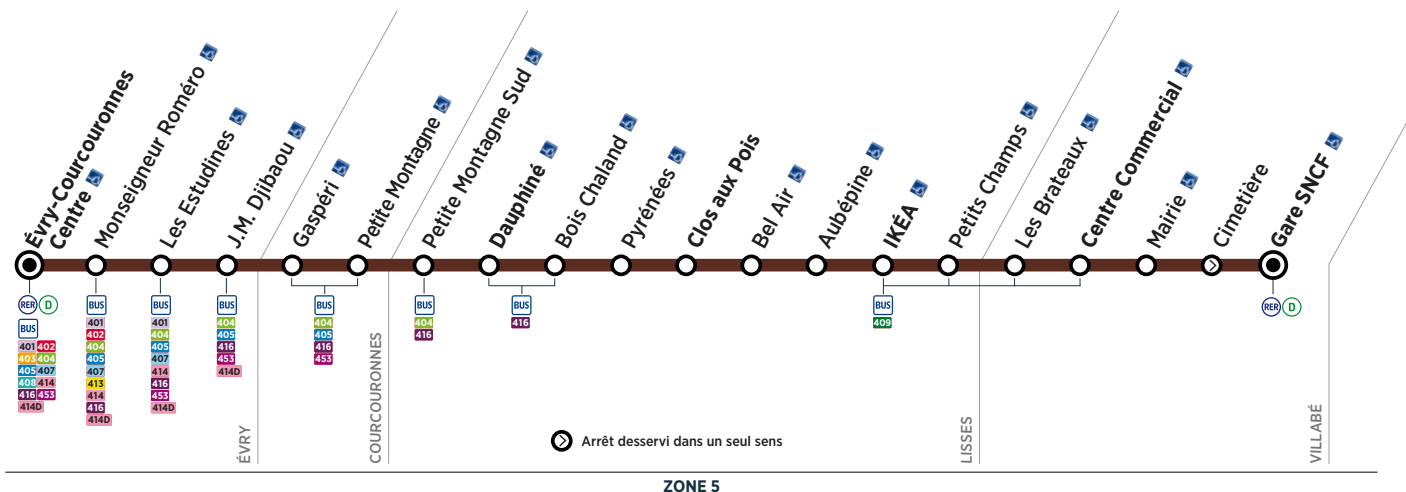 Évry-Courcouronnes
Centre
Monseigneur Roméro
Les Estudines
J.M. Djibaou
Gaspéri
Petite Montagne
Petite Montagne Sud
Dauphiné
Bois Chaland
Pyrénées
Clos aux Pois
Bel Air
Aubépine
IKÉA
Petits Champs
Les Brateaux
Centre Commercial
Mairie
Cimetière
Gare SNCF
RER D
BUS
401 402
403 404
405 407
408 414
416 453
414D
BUS
401
402
404
405
407
413
414
416
414D
BUS
401
404
405
407
414
416
453
414D
BUS
404
405
416
453
414D
BUS
404
405
416
453
BUS
404
416
BUS
416
BUS
409
RER D
ÉVRY
COURCOURONNES
LISSES
VILLABÉ
Arrêt desservi dans un seul sens
ZONE 5